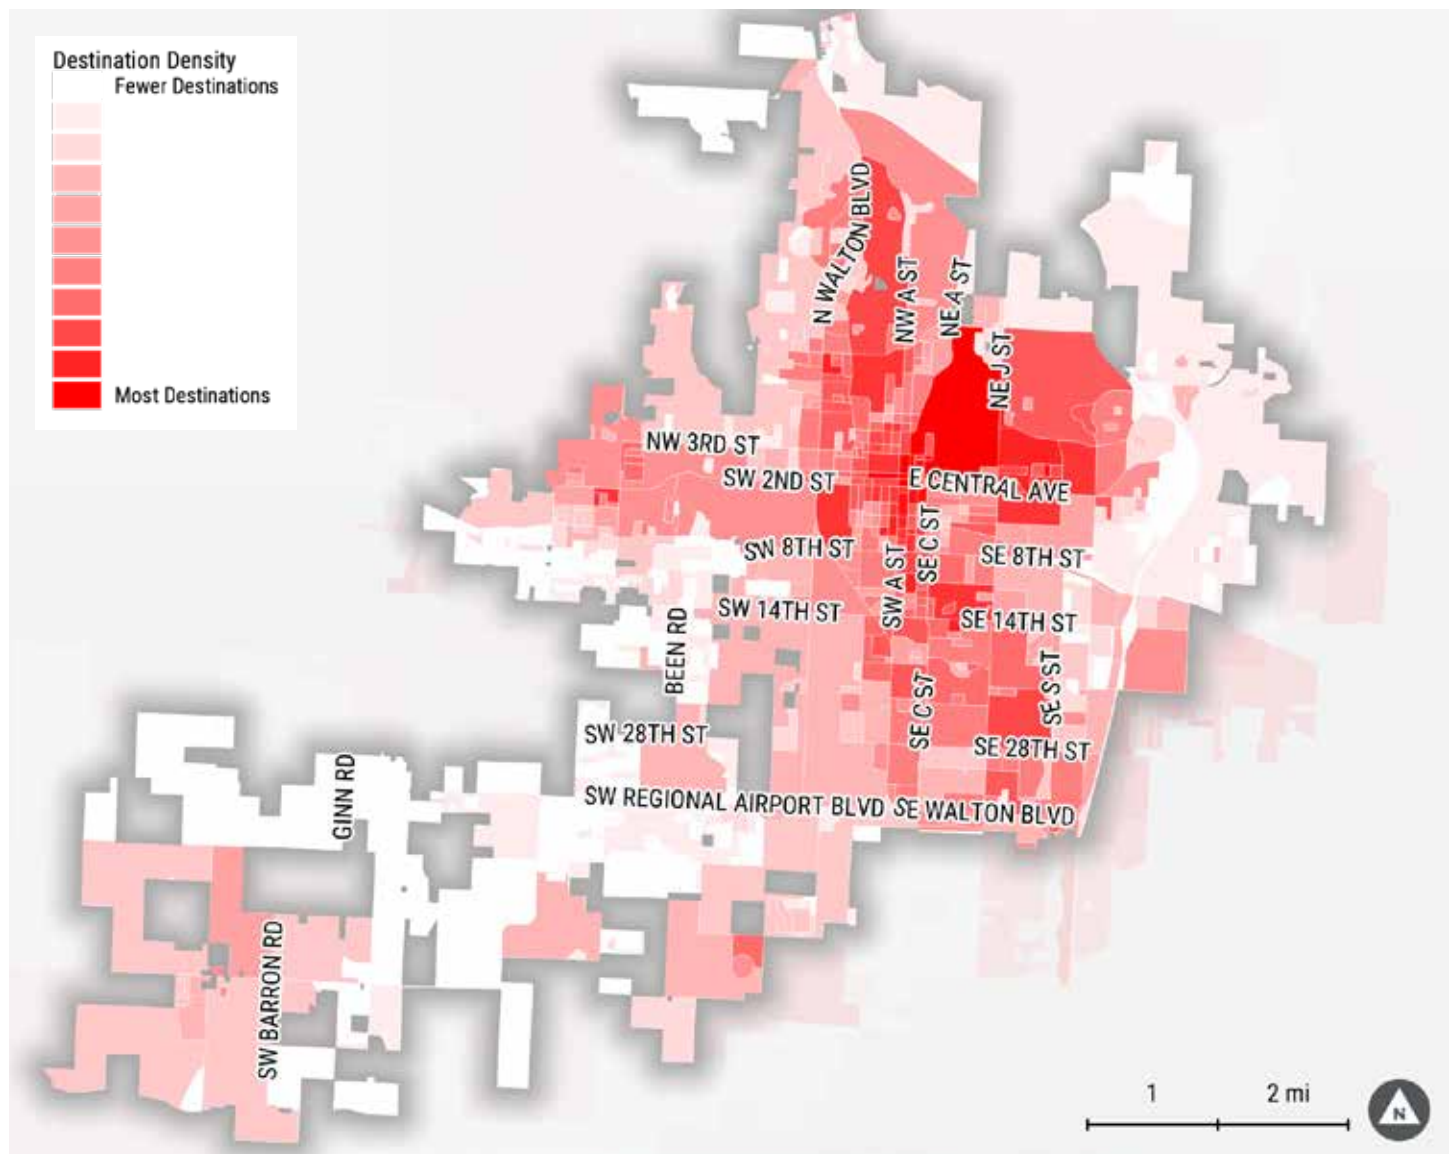 Destination Density
Fewer Destinations
Most Destinations
N WALTON BLVD
NW A ST
NE A ST
NE J ST
NW 3RD ST
SW 2ND ST
E CENTRAL AVE
SW 8TH ST
SE C ST
SE 8TH ST
SW A ST
SW 14TH ST
SE 14TH ST
BEEN RD
SE S ST
SE C ST
SW 28TH ST
SE 28TH ST
GINN RD
SW REGIONAL AIRPORT BLVD
SE WALTON BLVD
SW BARRON RD
1
2 mi
N